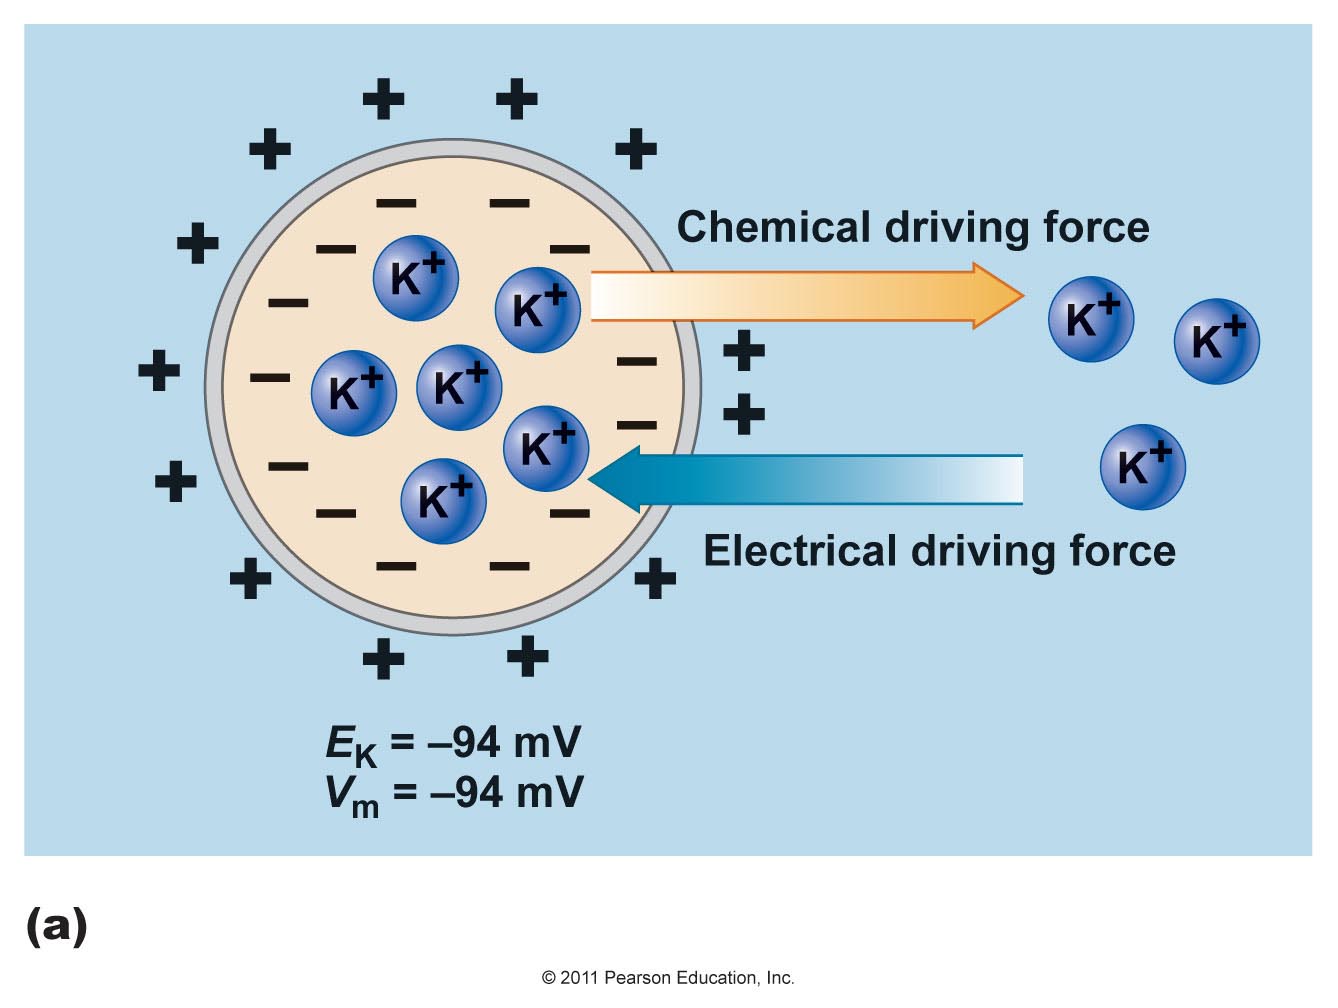 + +
+ +
− −
Chemical driving force
+ − −
K⁺
K⁺ K⁺
− K⁺
+ + −
− K⁺ K⁺
+ −
K⁺
− K⁺
+ K⁺
− −
Electrical driving force
− −
+ +
+ +
E_K = –94 mV
V_m = –94 mV
(a)
© 2011 Pearson Education, Inc.